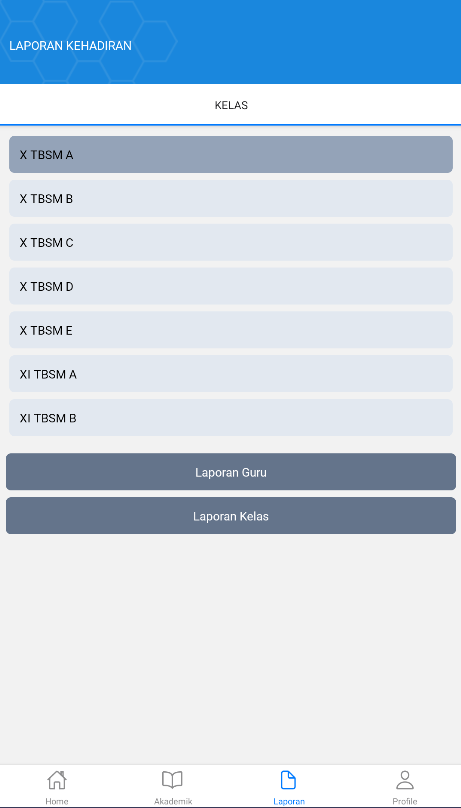 LAPORAN KEHADIRAN
KELAS
X TBSM A
X TBSM B
X TBSM C
X TBSM D
X TBSM E
XI TBSM A
XI TBSM B
Laporan Guru
Laporan Kelas
Home Akademik Laporan Profile